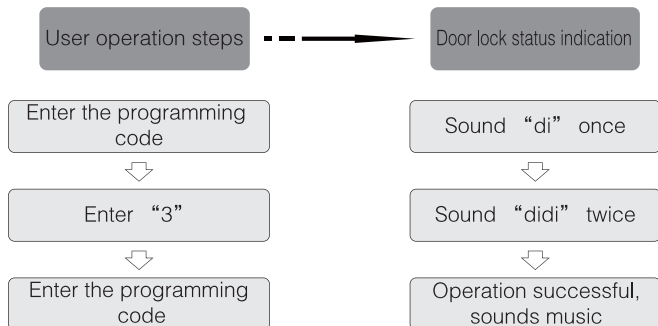 User operation steps
Door lock status indication
Enter the programming
code
Sound “di” once
Enter “3”
Sound “didi” twice
Enter the programming
code
Operation successful,
sounds music